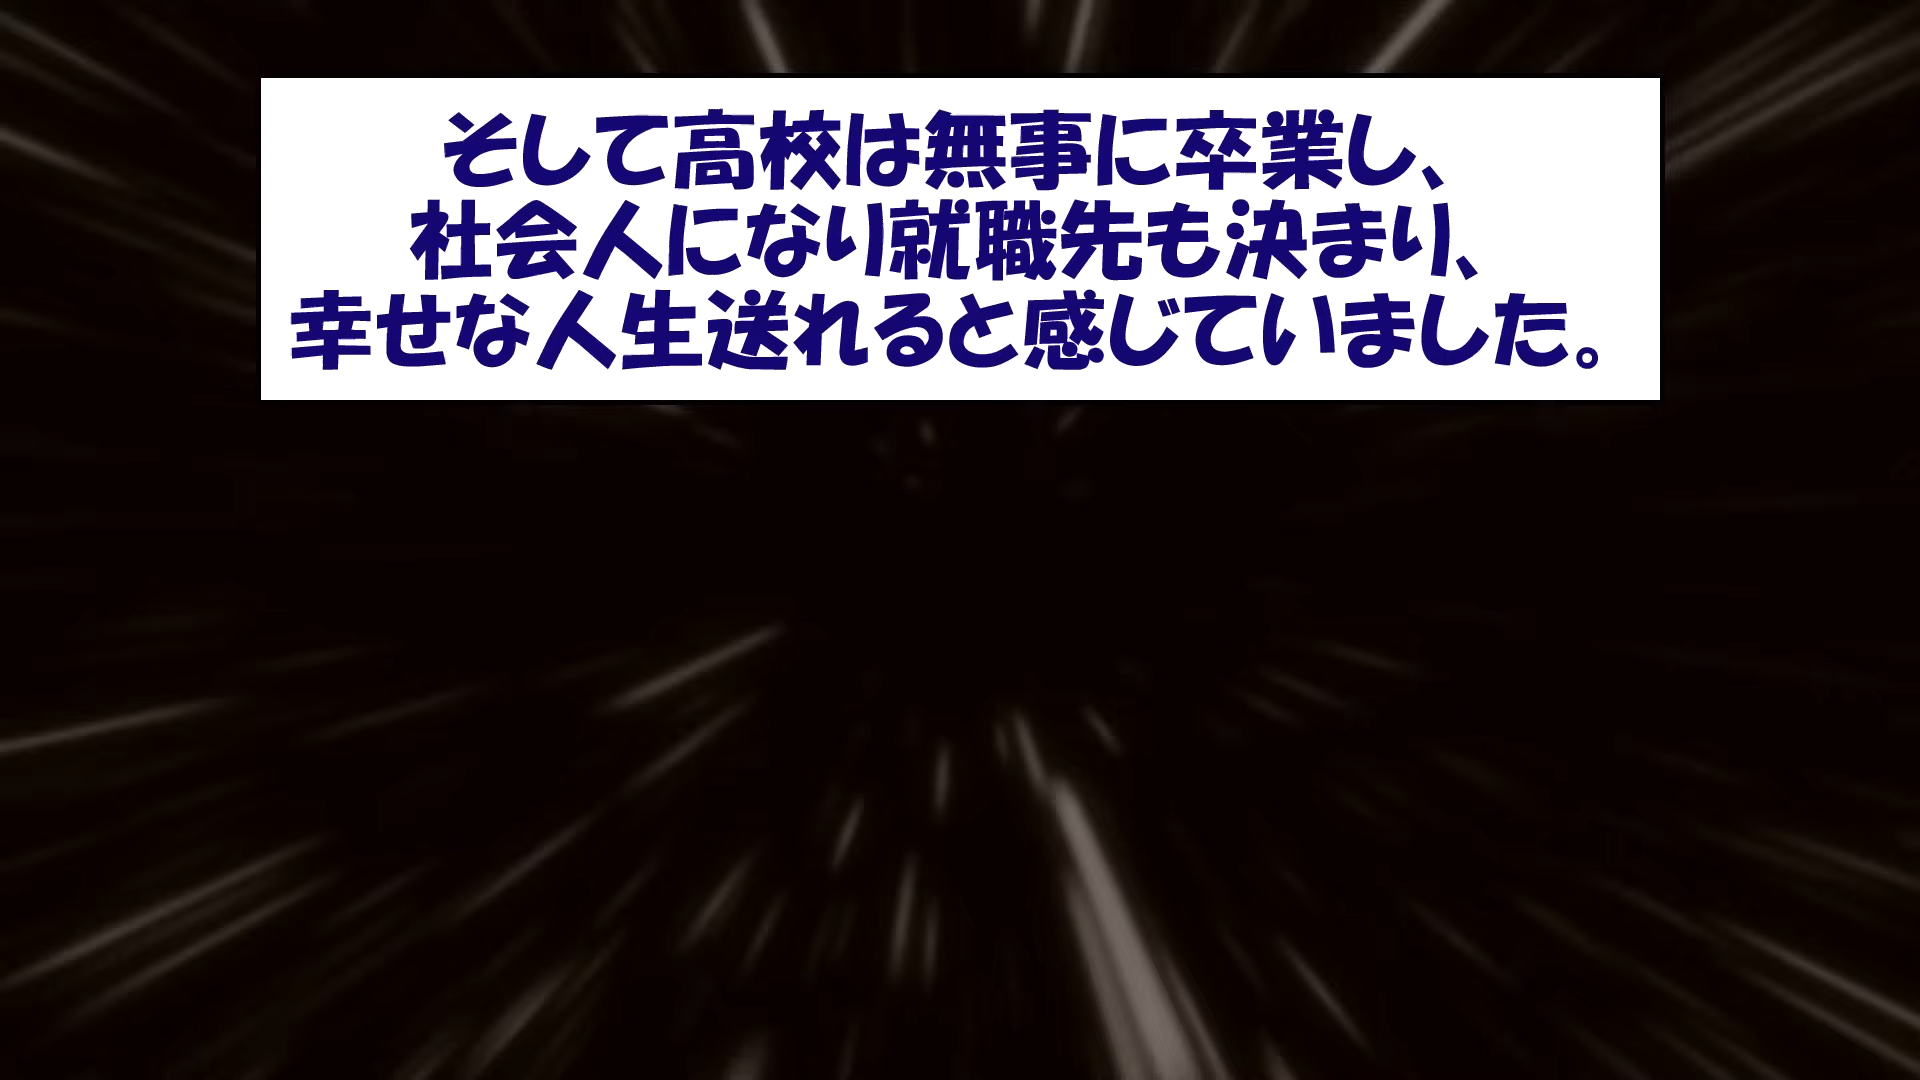 そして高校は無事に卒業し、
社会人になり就職先も決まり、
幸せな人生送れると感じていました。